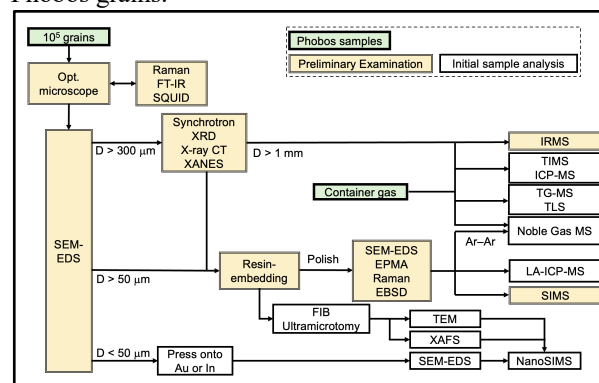 Phobos grains.
10⁵ grains
Phobos samples
Preliminary Examination
Initial sample analysis
Opt.
microscope
Raman
FT-IR
SQUID
Synchrotron
XRD
X-ray CT
XANES
D > 300 μm
D > 1 mm
IRMS
TIMS
ICP-MS
Container gas
TG-MS
TLS
Noble Gas MS
Ar–Ar
SEM-
EDS
D > 50 μm
Resin-
embedding
Polish
SEM-EDS
EPMA
Raman
EBSD
LA-ICP-MS
SIMS
FIB
Ultramicrotomy
TEM
XAFS
D < 50 μm
Press onto
Au or In
SEM-EDS
NanoSIMS